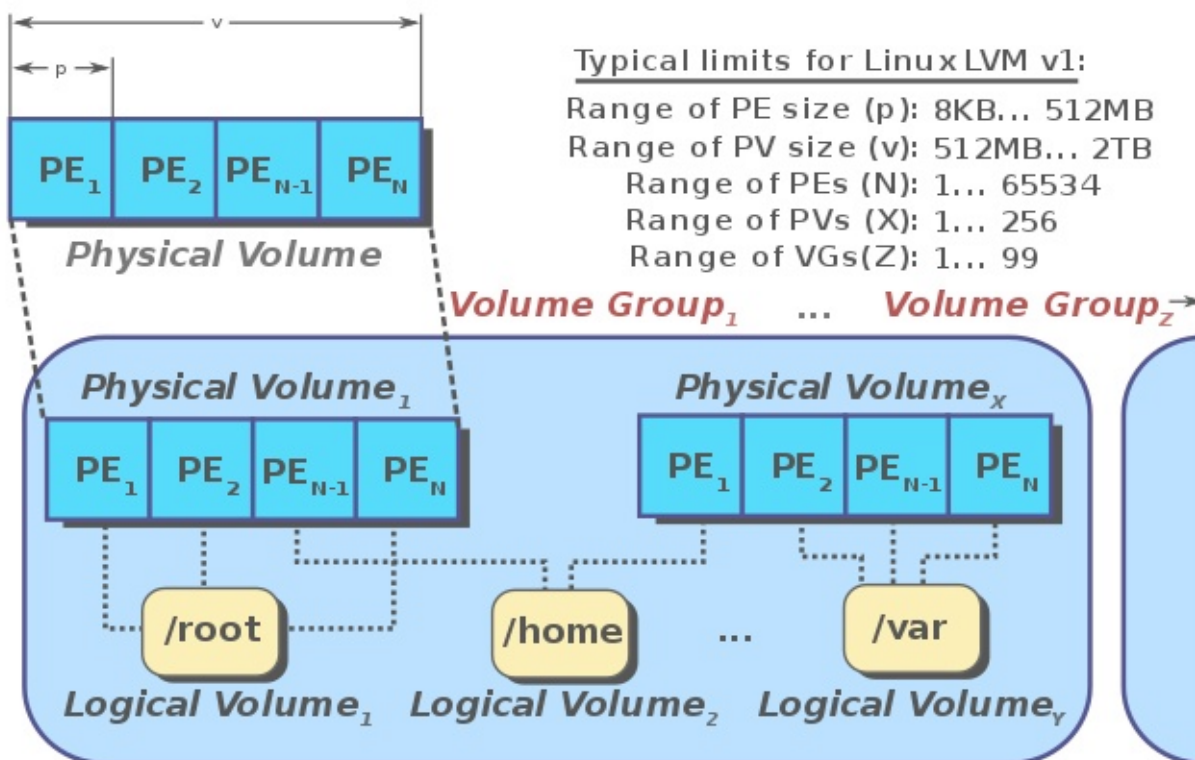 v
p
PE1 PE2 PEN-1 PEN
Physical Volume
Typical limits for Linux LVM v1:
Range of PE size (p): 8KB... 512MB
Range of PV size (v): 512MB... 2TB
Range of PEs (N): 1... 65534
Range of PVs (X): 1... 256
Range of VGs(Z): 1... 99
Volume Group1 ... Volume GroupZ
Physical Volume1 Physical VolumeX
PE1 PE2 PEN-1 PEN PE1 PE2 PEN-1 PEN
/root /home ... /var
Logical Volume1 Logical Volume2 Logical VolumeY